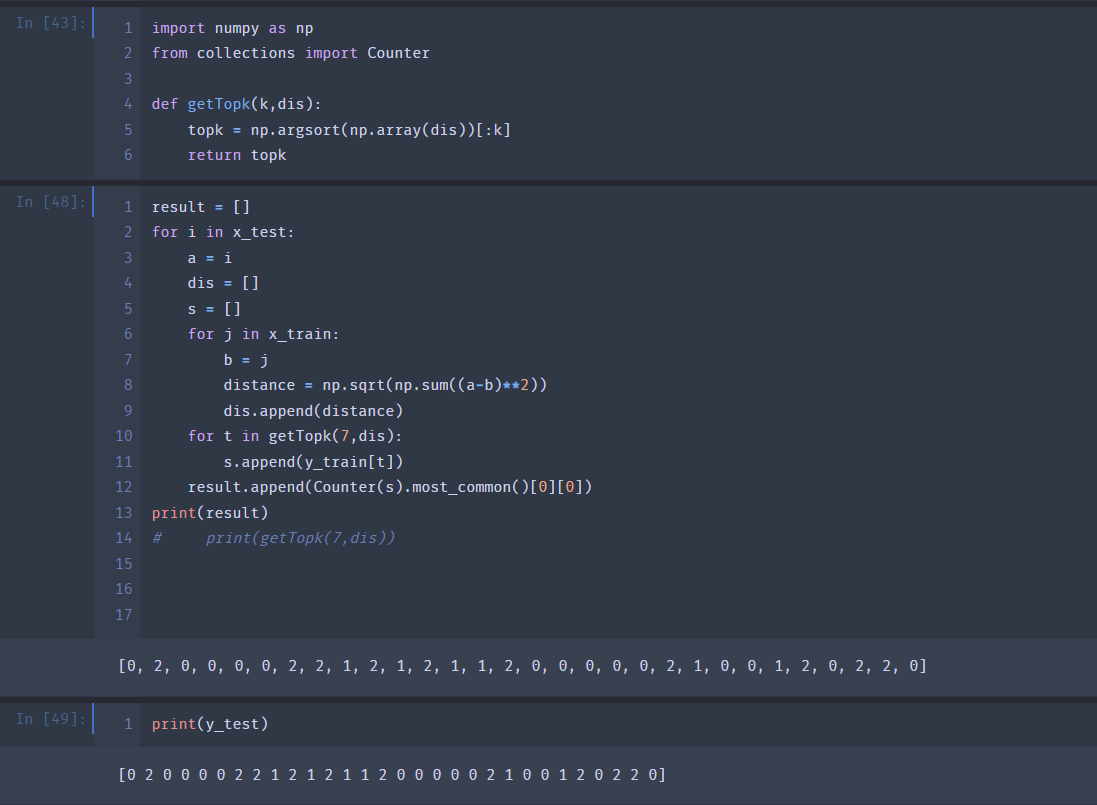 In [43]:
1 import numpy as np
2 from collections import Counter
3
4 def getTopk(k,dis):
5     topk = np.argsort(np.array(dis))[:k]
6     return topk
In [48]:
1 result = []
2 for i in x_test:
3     a = i
4     dis = []
5     s = []
6     for j in x_train:
7         b = j
8         distance = np.sqrt(np.sum((a-b)**2))
9         dis.append(distance)
10     for t in getTopk(7,dis):
11         s.append(y_train[t])
12     result.append(Counter(s).most_common()[0][0])
13 print(result)
14 #     print(getTopk(7,dis))
15
16
17
[0, 2, 0, 0, 0, 0, 2, 2, 1, 2, 1, 2, 1, 1, 2, 0, 0, 0, 0, 0, 2, 1, 0, 0, 1, 2, 0, 2, 2, 0]
In [49]:
1 print(y_test)
[0 2 0 0 0 0 2 2 1 2 1 2 1 1 2 0 0 0 0 0 2 1 0 0 1 2 0 2 2 0]